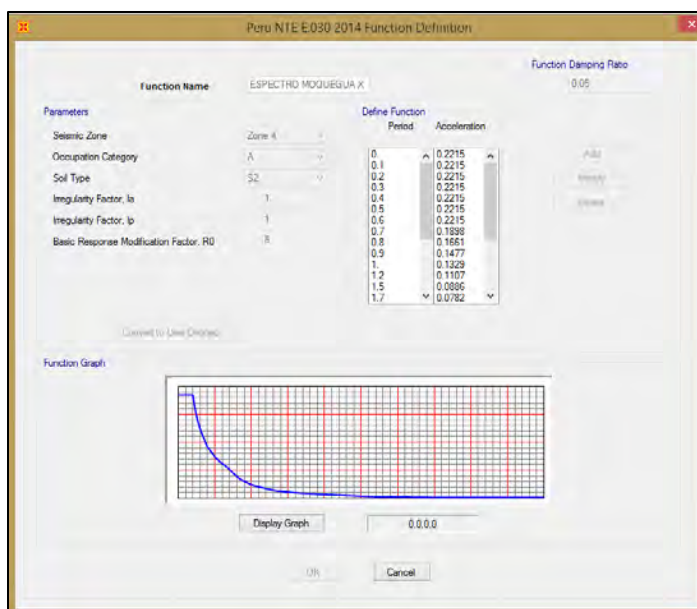 Peru NTE E.030 2014 Function Definition
Function Damping Ratio
Function Name ESPECTRO MOQUEGUA X 0.05
Parameters Define Function
Period Acceleration
Seismic Zone Zone 4
Occupation Category A
Soil Type S2
Irregularity Factor, Ia 1
Irregularity Factor, Ip 1
Basic Response Modification Factor, R0 8
0. 0.2215
0.1 0.2215
0.2 0.2215
0.3 0.2215
0.4 0.2215
0.5 0.2215
0.6 0.2215
0.7 0.1898
0.8 0.1661
0.9 0.1477
1. 0.1329
1.2 0.1107
1.5 0.0886
1.7 0.0782
Add
Modify
Delete
Convert to User Defined
Function Graph
Display Graph 0.0,0.0
OK Cancel